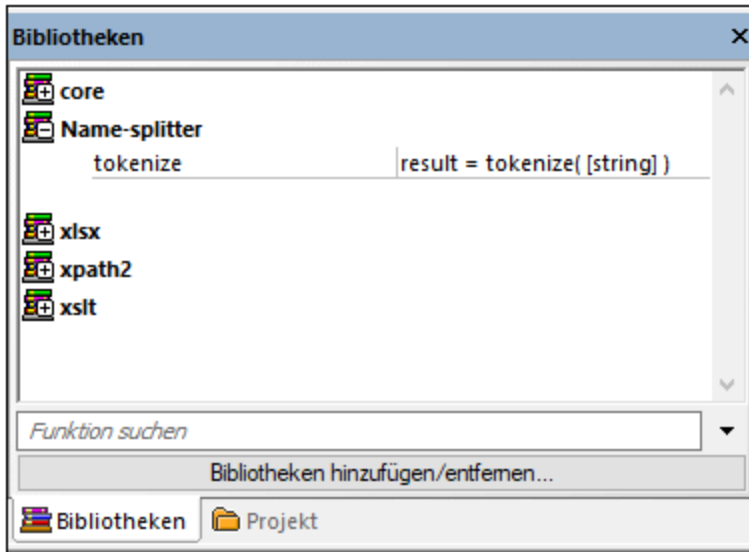 Bibliotheken
core
Name-splitter
tokenize result = tokenize( [string] )
xlsx
xpath2
xslt
Funktion suchen
Bibliotheken hinzufügen/entfernen...
Bibliotheken Projekt